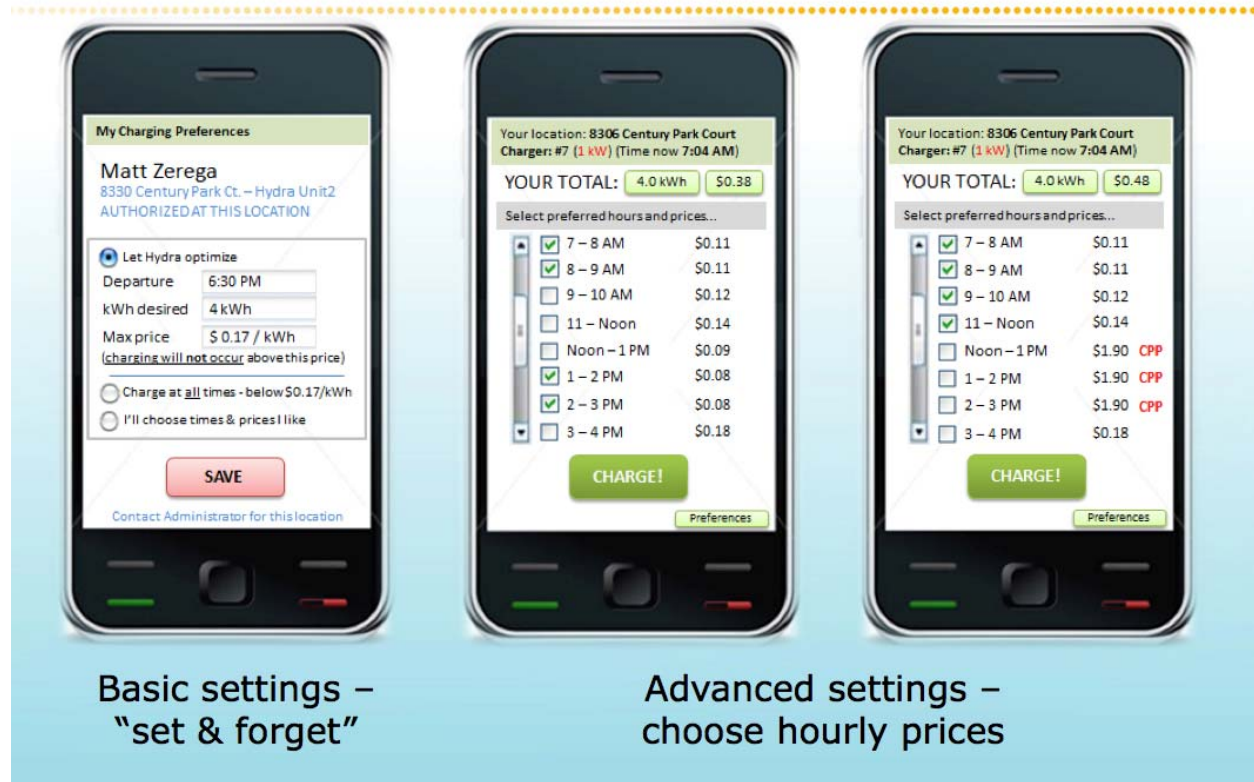 My Charging Preferences
Matt Zerega
8330 Century Park Ct. – Hydra Unit2
AUTHORIZED AT THIS LOCATION
Let Hydra optimize
Departure 6:30 PM
kWh desired 4 kWh
Max price $ 0.17 / kWh
(charging will not occur above this price)
Charge at all times - below $0.17/kWh
I'll choose times & prices I like
SAVE
Contact Administrator for this location
Your location: 8306 Century Park Court
Charger: #7 (1 kW) (Time now 7:04 AM)
YOUR TOTAL: 4.0 kWh $0.38
Select preferred hours and prices...
7 – 8 AM $0.11
8 – 9 AM $0.11
9 – 10 AM $0.12
11 – Noon $0.14
Noon – 1 PM $0.09
1 – 2 PM $0.08
2 – 3 PM $0.08
3 – 4 PM $0.18
CHARGE!
Preferences
Your location: 8306 Century Park Court
Charger: #7 (1 kW) (Time now 7:04 AM)
YOUR TOTAL: 4.0 kWh $0.48
Select preferred hours and prices...
7 – 8 AM $0.11
8 – 9 AM $0.11
9 – 10 AM $0.12
11 – Noon $0.14
Noon – 1 PM $1.90 CPP
1 – 2 PM $1.90 CPP
2 – 3 PM $1.90 CPP
3 – 4 PM $0.18
CHARGE!
Preferences
Basic settings –
“set & forget”
Advanced settings –
choose hourly prices